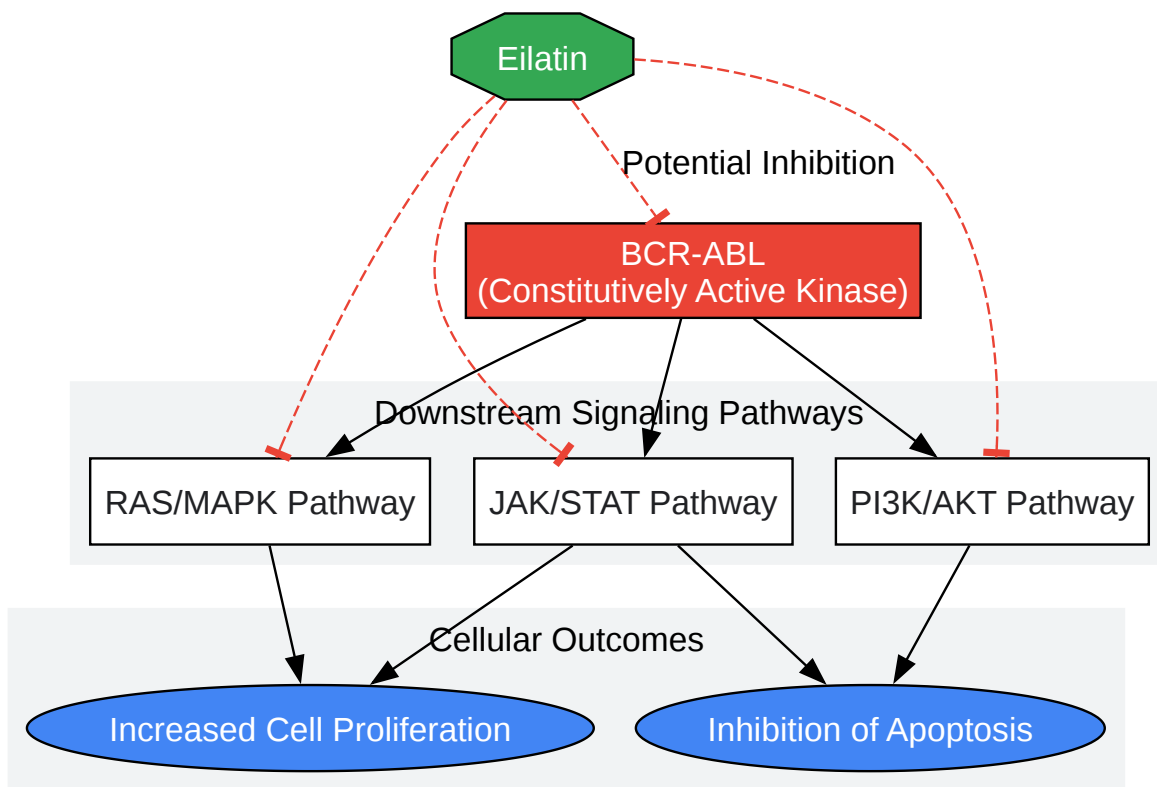 Eilatin
Potential Inhibition
BCR-ABL
(Constitutively Active Kinase)
Downstream Signaling Pathways
RAS/MAPK Pathway
JAK/STAT Pathway
PI3K/AKT Pathway
Cellular Outcomes
Increased Cell Proliferation
Inhibition of Apoptosis